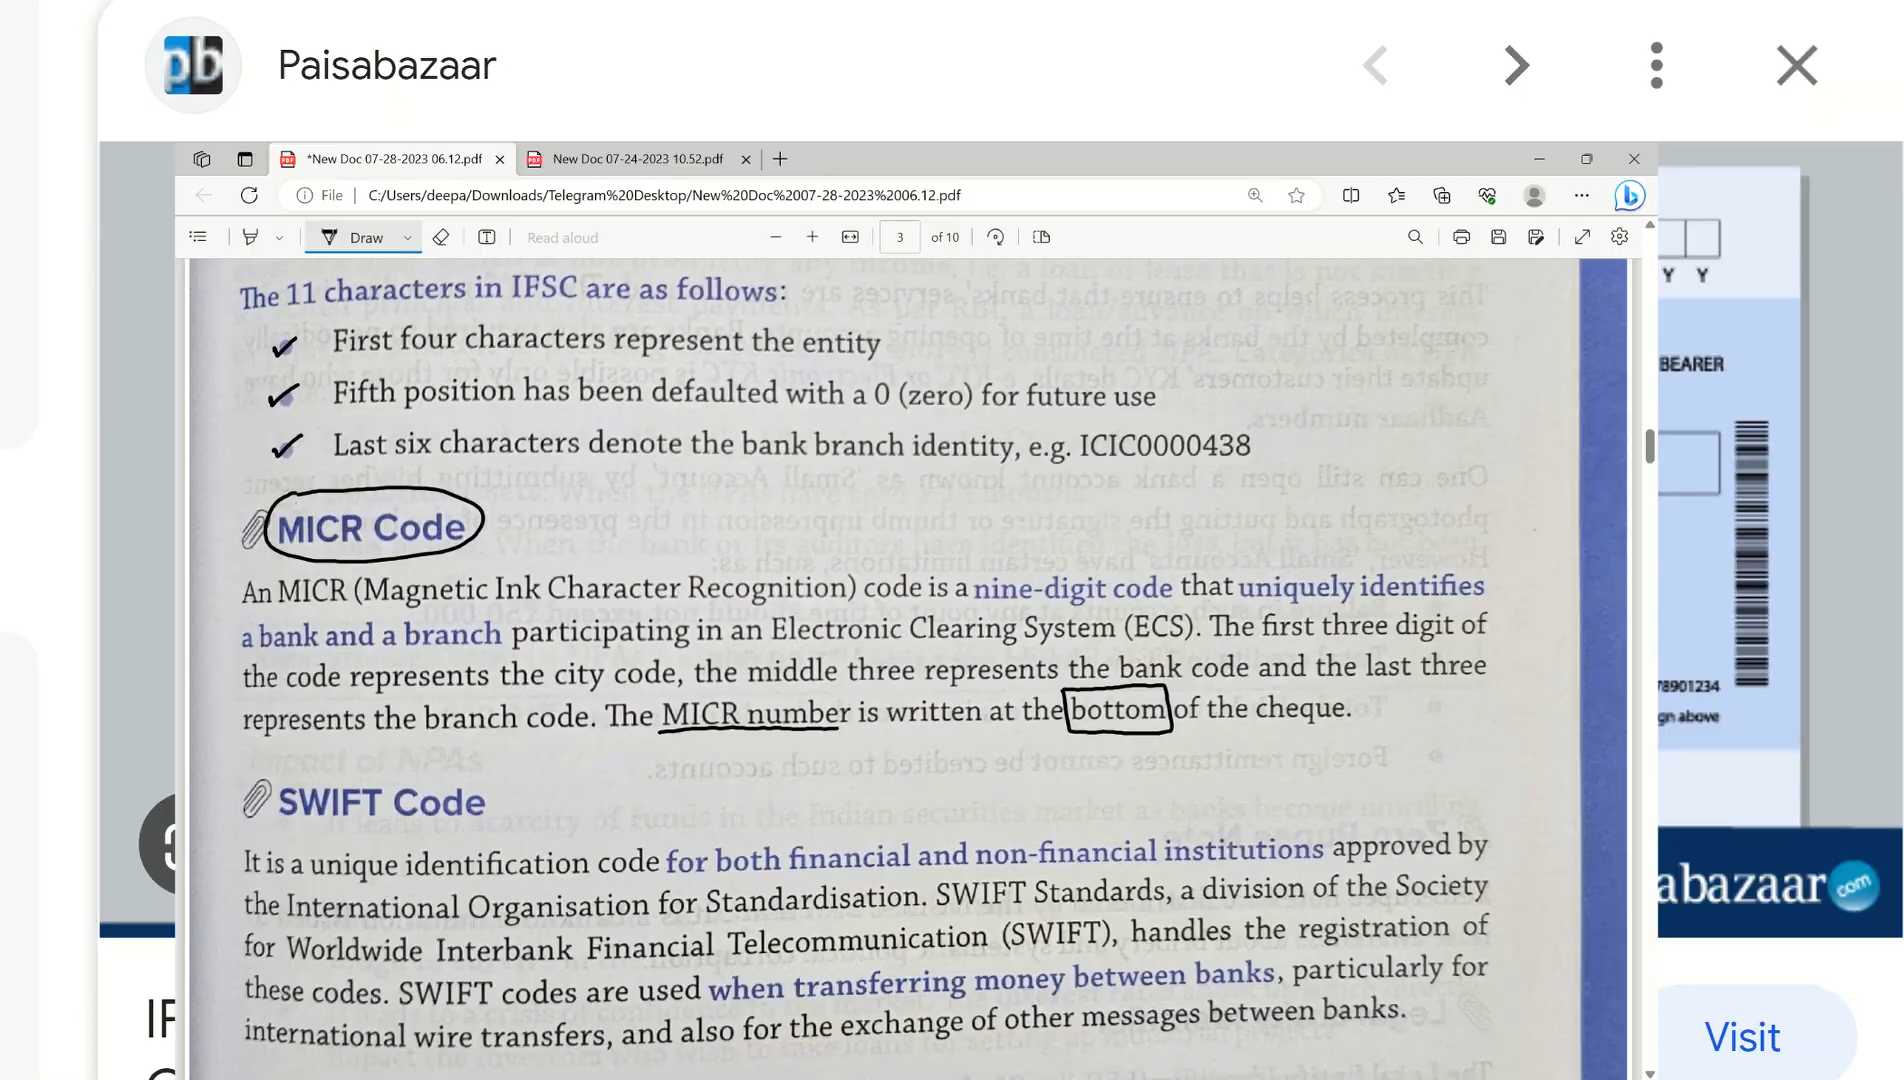 Paisabazaar
*New Doc 07-28-2023 06.12.pdf
New Doc 07-24-2023 10.52.pdf
File
C:/Users/deepa/Downloads/Telegram%20Desktop/New%20Doc%2007-28-2023%2006.12.pdf
Draw
Read aloud
3 of 10
The 11 characters in IFSC are as follows:
First four characters represent the entity
Fifth position has been defaulted with a 0 (zero) for future use
Last six characters denote the bank branch identity, e.g. ICIC0000438
MICR Code
An MICR (Magnetic Ink Character Recognition) code is a nine-digit code that uniquely identifies
a bank and a branch participating in an Electronic Clearing System (ECS). The first three digit of
the code represents the city code, the middle three represents the bank code and the last three
represents the branch code. The MICR number is written at the bottom of the cheque.
SWIFT Code
It is a unique identification code for both financial and non-financial institutions approved by
the International Organisation for Standardisation. SWIFT Standards, a division of the Society
for Worldwide Interbank Financial Telecommunication (SWIFT), handles the registration of
these codes. SWIFT codes are used when transferring money between banks, particularly for
international wire transfers, and also for the exchange of other messages between banks.
Y Y
BEARER
78901234
gn above
abazaar com
Visit